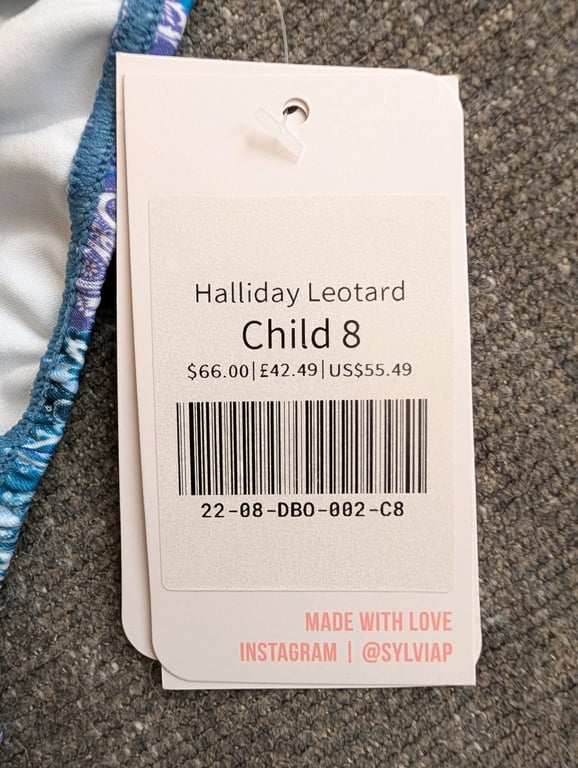 Halliday Leotard
Child 8
$66.00|£42.49|US$55.49
22-08-DBO-002-C8
MADE WITH LOVE
INSTAGRAM | @SYLVIAP